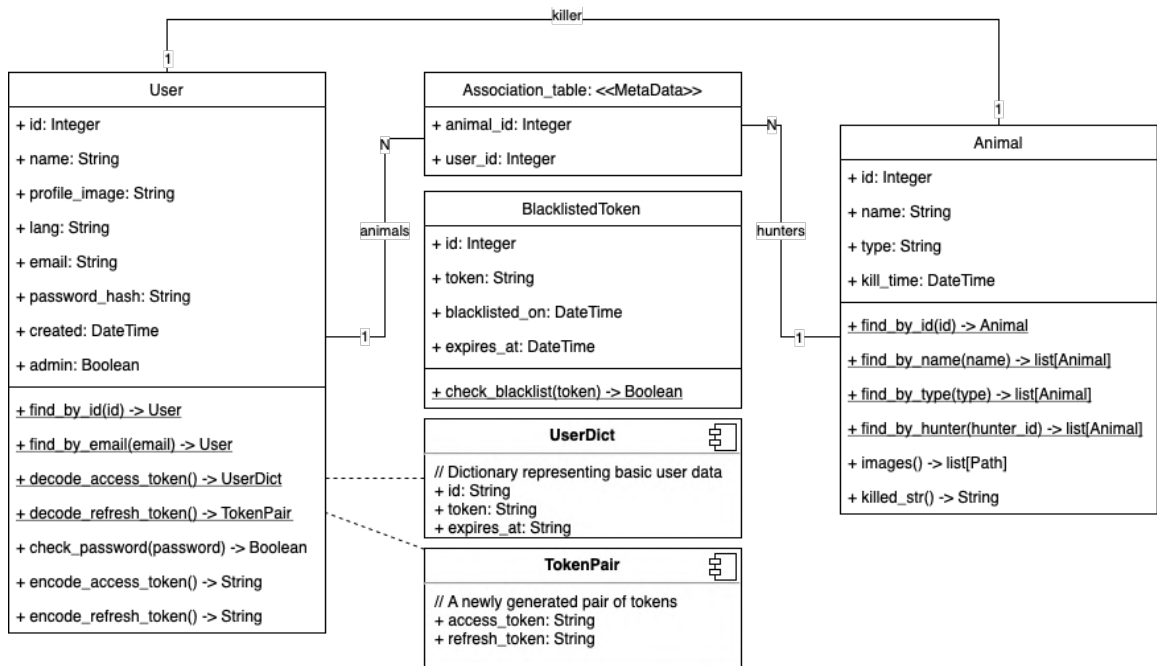 killer
1
1
User
+ id: Integer
+ name: String
+ profile_image: String
+ lang: String
+ email: String
+ password_hash: String
+ created: DateTime
+ admin: Boolean
+ find_by_id(id) -> User
+ find_by_email(email) -> User
+ decode_access_token() -> UserDict
+ decode_refresh_token() -> TokenPair
+ check_password(password) -> Boolean
+ encode_access_token() -> String
+ encode_refresh_token() -> String
N
animals
1
Association_table: <<MetaData>>
+ animal_id: Integer
+ user_id: Integer
BlacklistedToken
+ id: Integer
+ token: String
+ blacklisted_on: DateTime
+ expires_at: DateTime
+ check_blacklist(token) -> Boolean
UserDict
// Dictionary representing basic user data
+ id: String
+ token: String
+ expires_at: String
TokenPair
// A newly generated pair of tokens
+ access_token: String
+ refresh_token: String
N
hunters
1
Animal
+ id: Integer
+ name: String
+ type: String
+ kill_time: DateTime
+ find_by_id(id) -> Animal
+ find_by_name(name) -> list[Animal]
+ find_by_type(type) -> list[Animal]
+ find_by_hunter(hunter_id) -> list[Animal]
+ images() -> list[Path]
+ killed_str() -> String